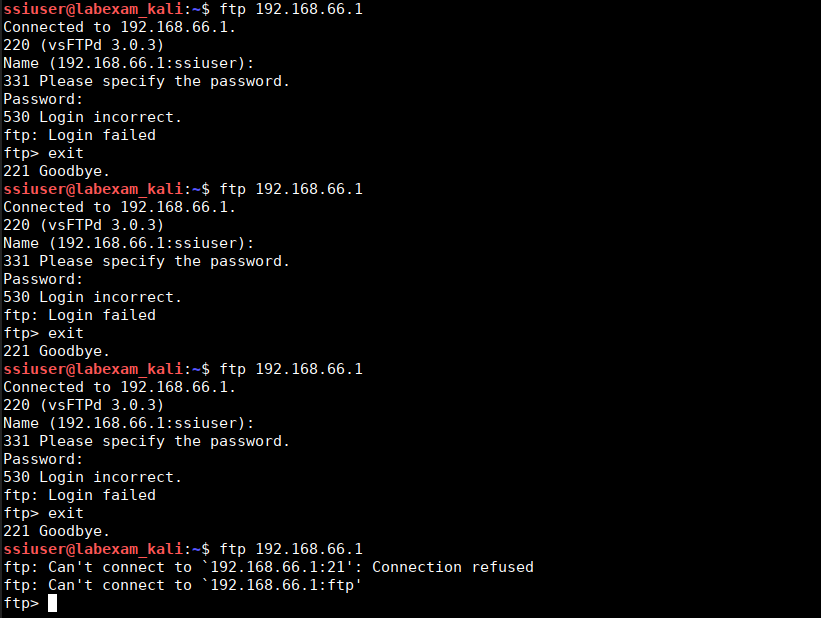 ssiuser@labexam_kali:~$ ftp 192.168.66.1
Connected to 192.168.66.1.
220 (vsFTPd 3.0.3)
Name (192.168.66.1:ssiuser):
331 Please specify the password.
Password:
530 Login incorrect.
ftp: Login failed
ftp> exit
221 Goodbye.
ssiuser@labexam_kali:~$ ftp 192.168.66.1
Connected to 192.168.66.1.
220 (vsFTPd 3.0.3)
Name (192.168.66.1:ssiuser):
331 Please specify the password.
Password:
530 Login incorrect.
ftp: Login failed
ftp> exit
221 Goodbye.
ssiuser@labexam_kali:~$ ftp 192.168.66.1
Connected to 192.168.66.1.
220 (vsFTPd 3.0.3)
Name (192.168.66.1:ssiuser):
331 Please specify the password.
Password:
530 Login incorrect.
ftp: Login failed
ftp> exit
221 Goodbye.
ssiuser@labexam_kali:~$ ftp 192.168.66.1
ftp: Can't connect to `192.168.66.1:21': Connection refused
ftp: Can't connect to `192.168.66.1:ftp'
ftp>